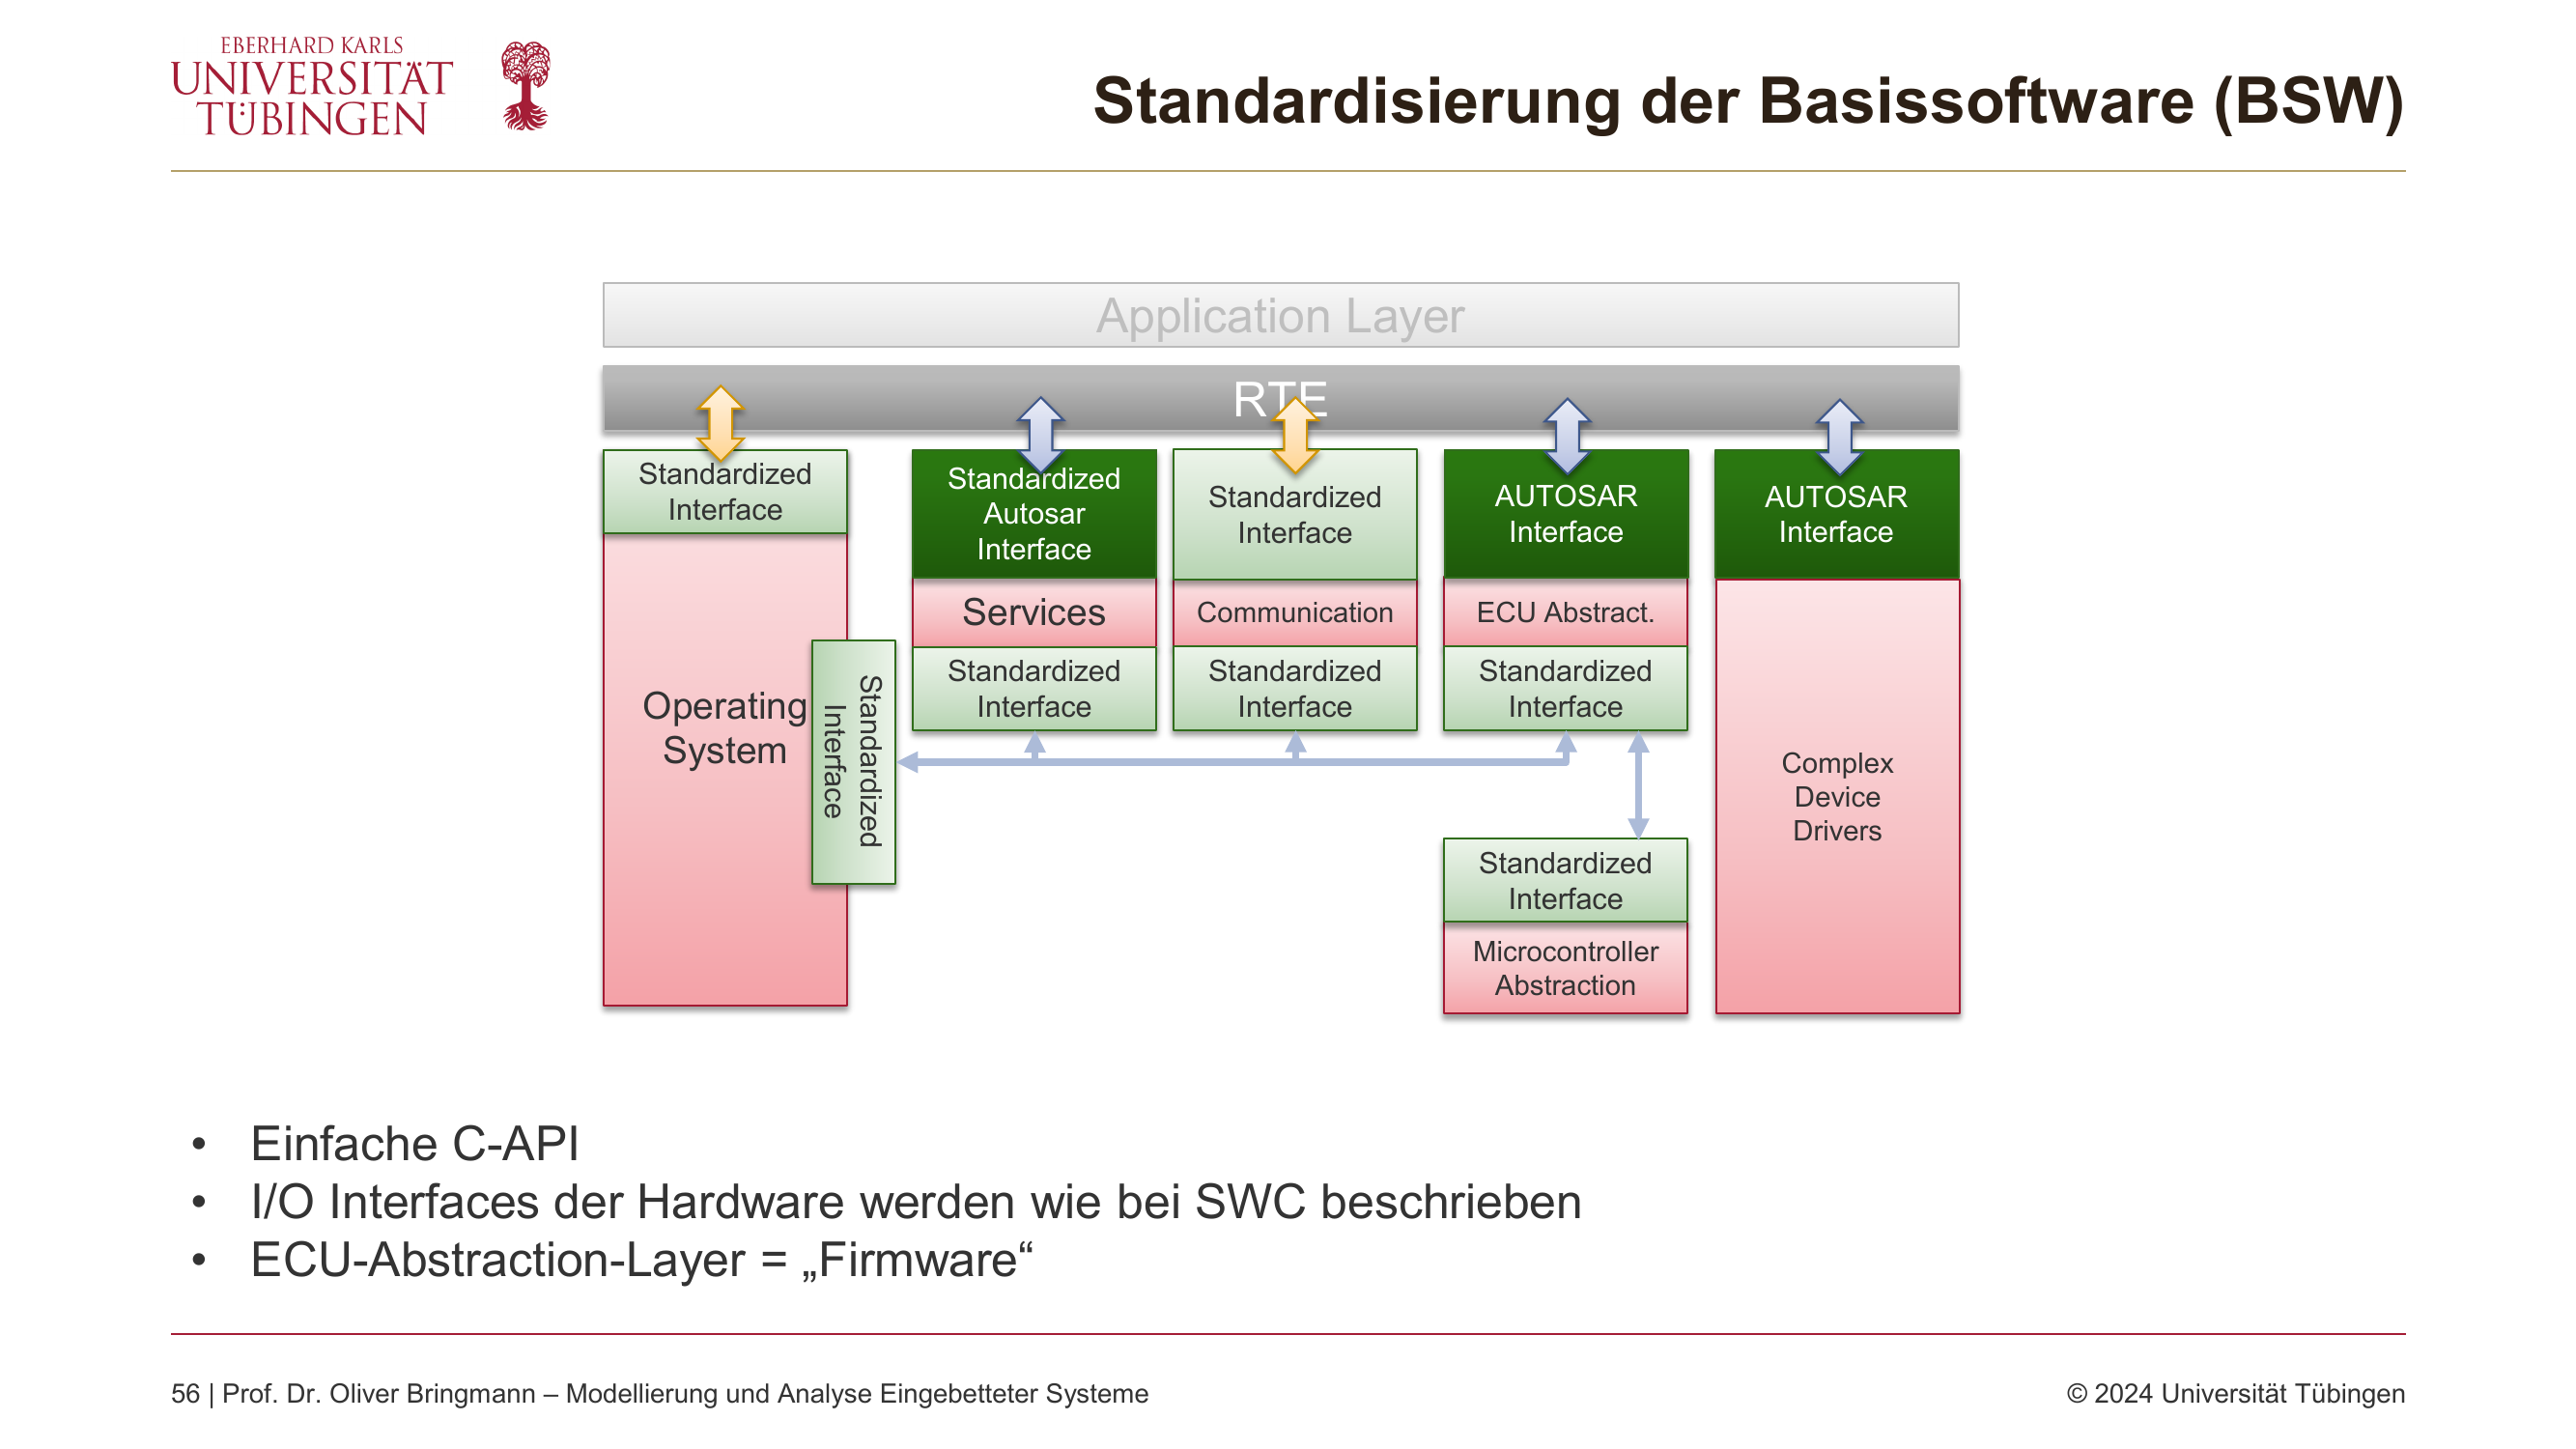 EBERHARD KARLS
UNIVERSITÄT
TÜBINGEN
Standardisierung der Basissoftware (BSW)
Application Layer
RTE
Standardized
Interface
Operating
System
Standardized
Interface
Standardized
Autosar
Interface
Services
Standardized
Interface
Standardized
Interface
Communication
Standardized
Interface
AUTOSAR
Interface
ECU Abstract.
Standardized
Interface
Standardized
Interface
Microcontroller
Abstraction
AUTOSAR
Interface
Complex
Device
Drivers
• Einfache C-API
• I/O Interfaces der Hardware werden wie bei SWC beschrieben
• ECU-Abstraction-Layer = „Firmware“
56 | Prof. Dr. Oliver Bringmann – Modellierung und Analyse Eingebetteter Systeme
© 2024 Universität Tübingen